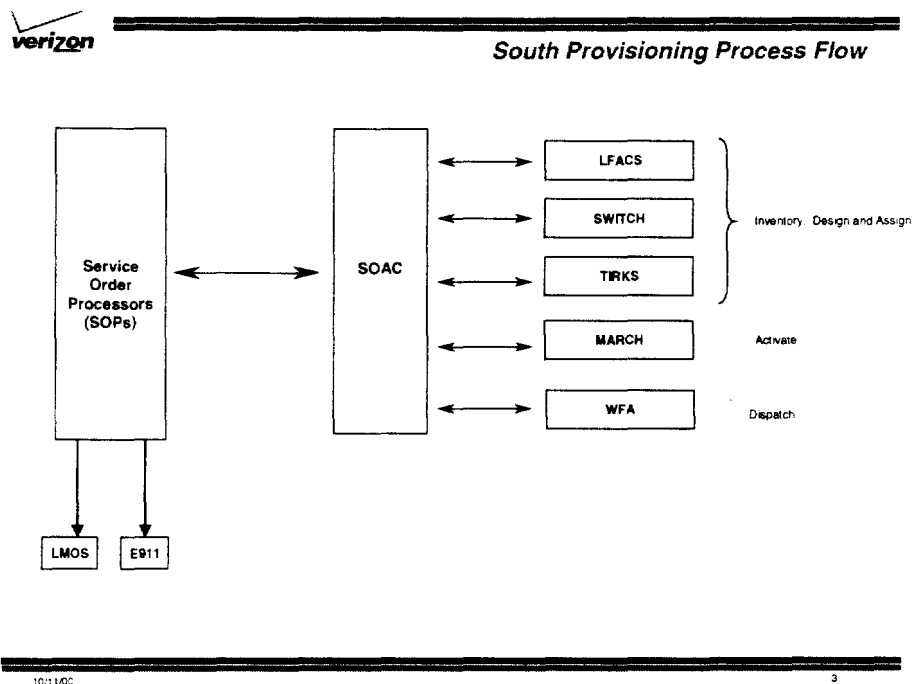 verizon
South Provisioning Process Flow
Service
Order
Processors
(SOPs)
SOAC
LFACS
SWITCH
TIRKS
MARCH
WFA
Inventory, Design and Assign
Activate
Dispatch
LMOS
E911
3